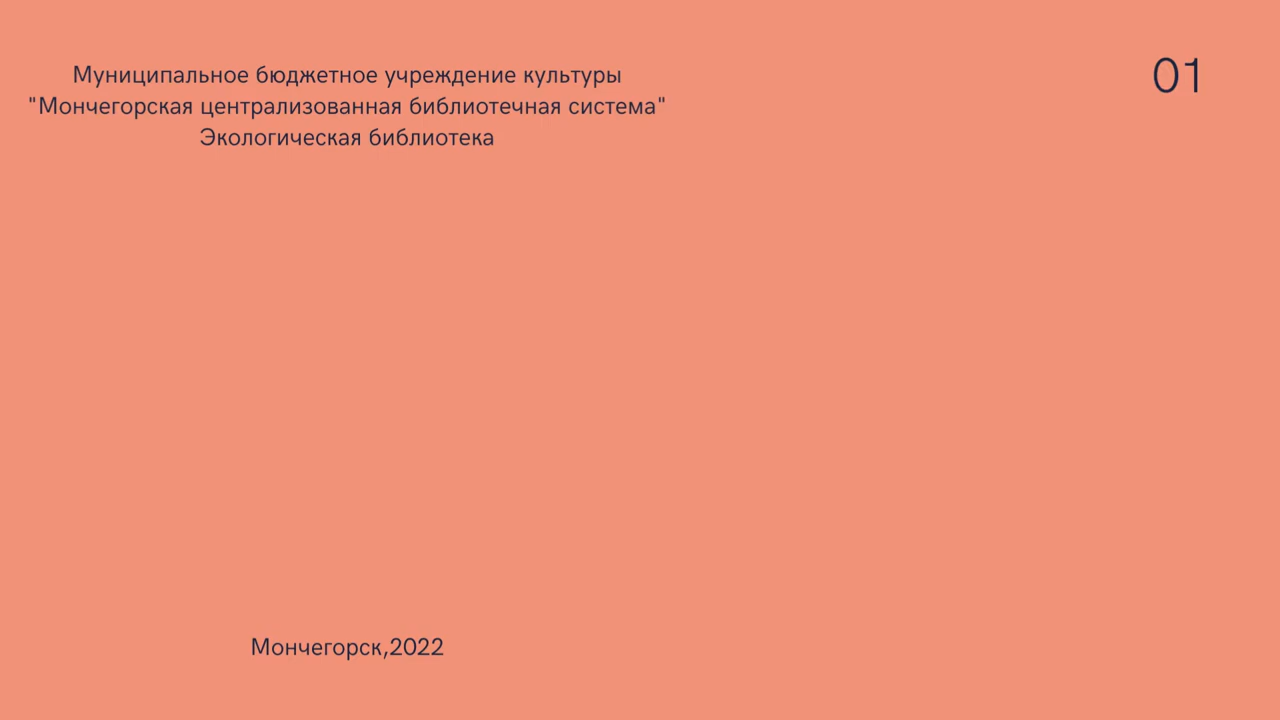 Муниципальное бюджетное учреждение культуры
"Мончегорская централизованная библиотечная система"
Экологическая библиотека
01
Мончегорск,2022